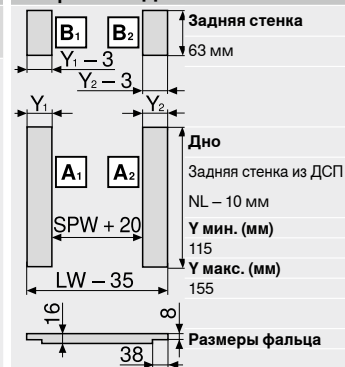 B1
B2
Задняя стенка
63 мм
Y1 – 3
Y2 – 3
Y1
Y2
Дно
A1
A2
Задняя стенка из ДСП
NL – 10 мм
SPW + 20
Y мин. (мм)
115
Y макс. (мм)
LW – 35
155
16
8
Размеры фальца
38